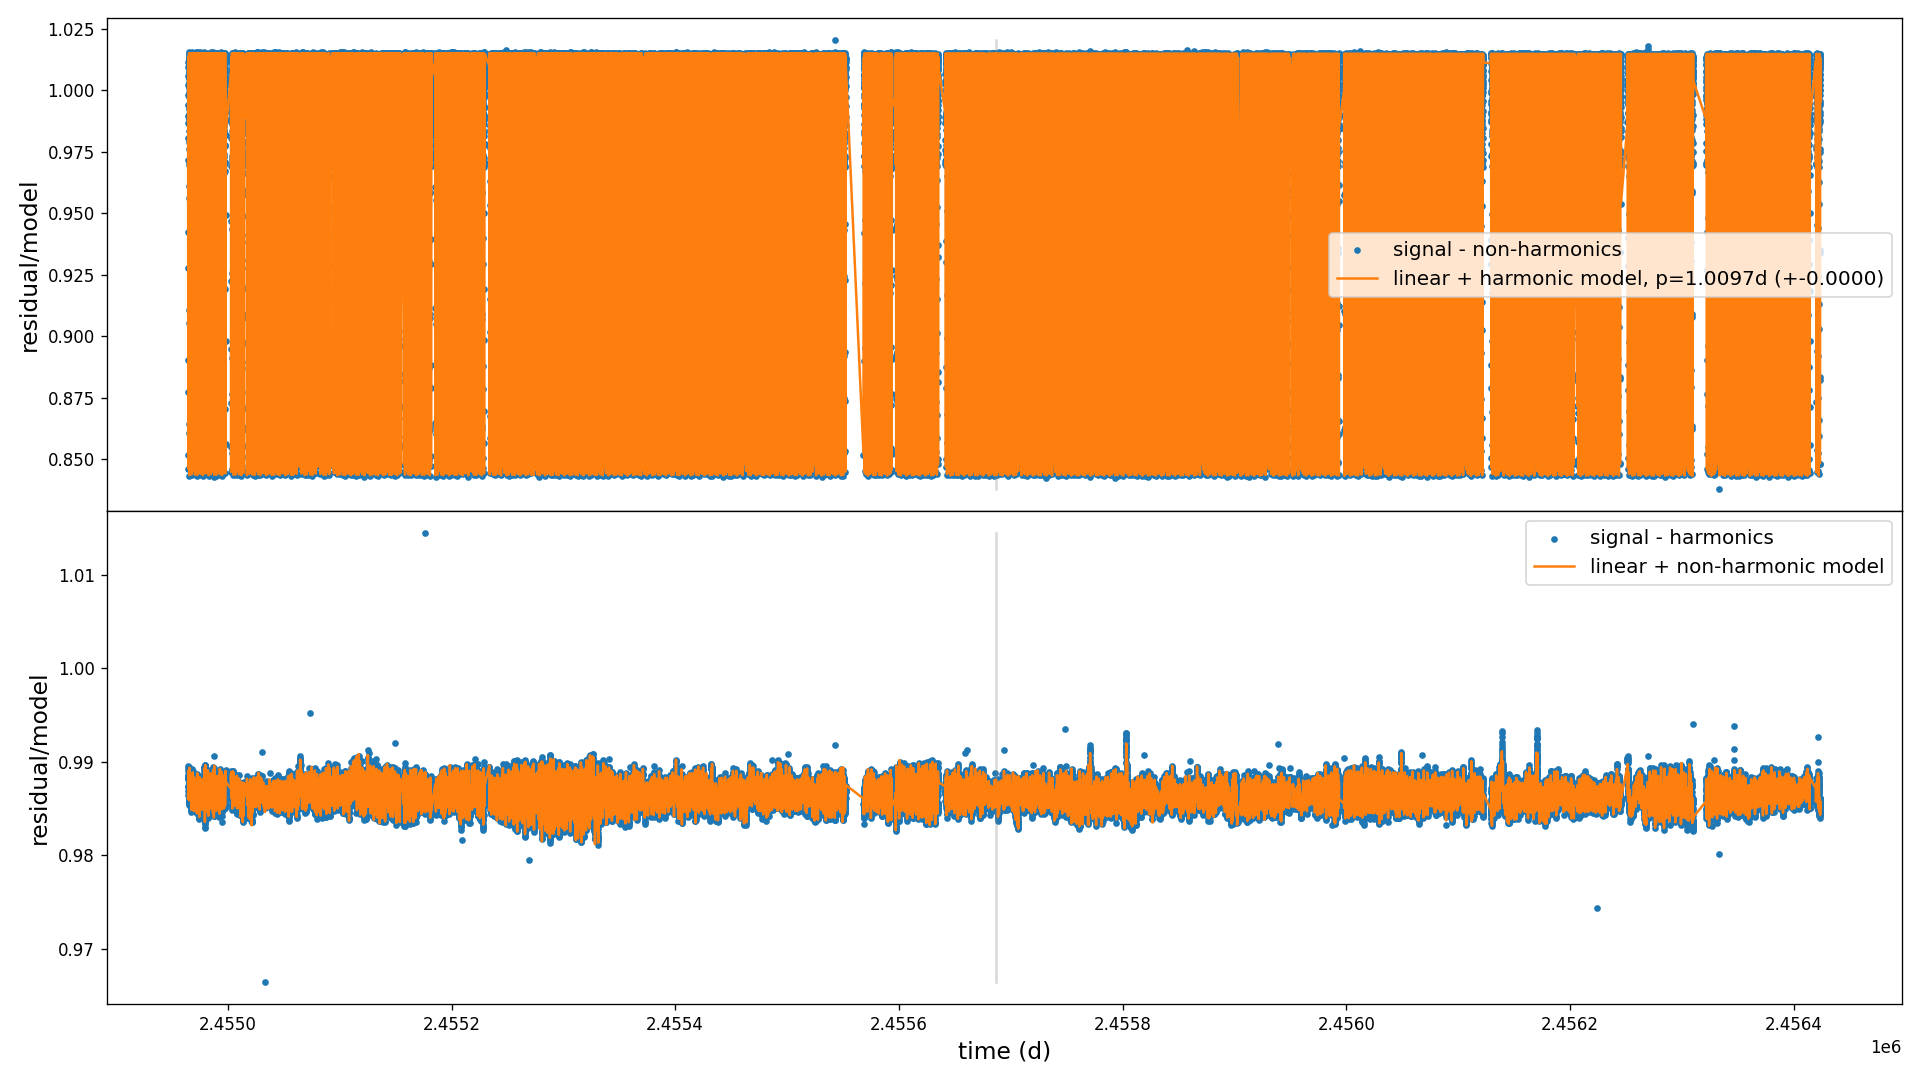 1.025
1.000
0.975
0.950
0.925
0.900
0.875
0.850
residual/model
signal - non-harmonics
linear + harmonic model, p=1.0097d (+-0.0000)
1.01
1.00
0.99
0.98
0.97
residual/model
signal - harmonics
linear + non-harmonic model
2.4550
2.4552
2.4554
2.4556
2.4558
2.4560
2.4562
2.4564
time (d)
1e6